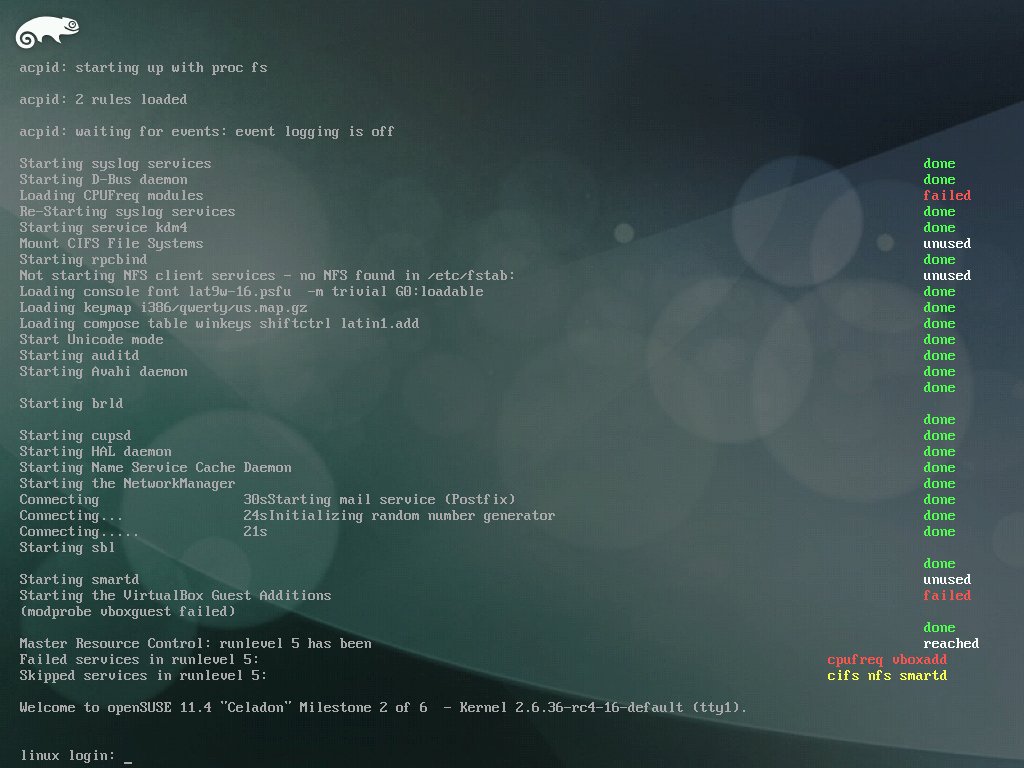 acpid: starting up with proc fs
acpid: 2 rules loaded
acpid: waiting for events: event logging is off
Starting syslog services done
Starting D-Bus daemon done
Loading CPUFreq modules failed
Re-Starting syslog services done
Starting service kdm4 done
Mount CIFS File Systems unused
Starting rpcbind done
Not starting NFS client services - no NFS found in /etc/fstab: unused
Loading console font lat9w-16.psfu -m trivial G0:loadable done
Loading keymap i386/qwerty/us.map.gz done
Loading compose table winkeys shiftctrl latin1.add done
Start Unicode mode done
Starting auditd done
Starting Avahi daemon done
done
Starting brld
done
Starting cupsd done
Starting HAL daemon done
Starting Name Service Cache Daemon done
Starting the NetworkManager done
Connecting 30sStarting mail service (Postfix) done
Connecting... 24sInitializing random number generator done
Connecting..... 21s done
Starting sbl
done
Starting smartd unused
Starting the VirtualBox Guest Additions failed
(modprobe vboxguest failed)
done
Master Resource Control: runlevel 5 has been reached
Failed services in runlevel 5: cpufreq vboxadd
Skipped services in runlevel 5: cifs nfs smartd
Welcome to openSUSE 11.4 "Celadon" Milestone 2 of 6 - Kernel 2.6.36-rc4-16-default (tty1).
linux login: _